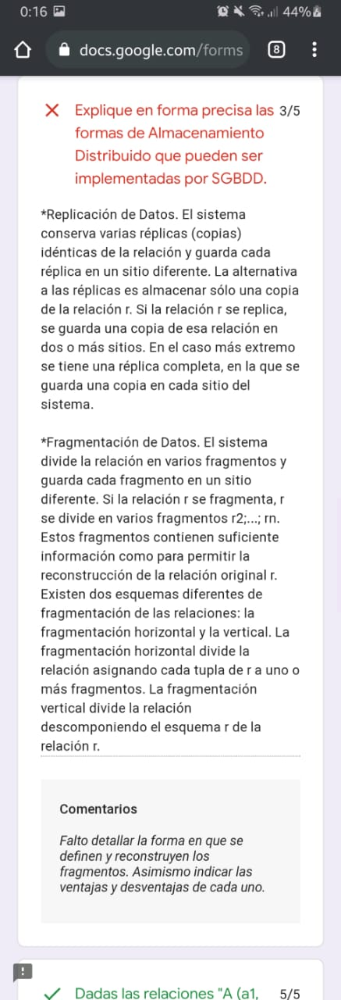 0:16 44%
docs.google.com/forms 8
Explique en forma precisa las 3/5
formas de Almacenamiento
Distribuido que pueden ser
implementadas por SGBDD.
*Replicación de Datos. El sistema
conserva varias réplicas (copias)
idénticas de la relación y guarda cada
réplica en un sitio diferente. La alternativa
a las réplicas es almacenar sólo una copia
de la relación r. Si la relación r se replica,
se guarda una copia de esa relación en
dos o más sitios. En el caso más extremo
se tiene una réplica completa, en la que se
guarda una copia en cada sitio del
sistema.
*Fragmentación de Datos. El sistema
divide la relación en varios fragmentos y
guarda cada fragmento en un sitio
diferente. Si la relación r se fragmenta, r
se divide en varios fragmentos r2;...; rn.
Estos fragmentos contienen suficiente
información como para permitir la
reconstrucción de la relación original r.
Existen dos esquemas diferentes de
fragmentación de las relaciones: la
fragmentación horizontal y la vertical. La
fragmentación horizontal divide la
relación asignando cada tupla de r a uno o
más fragmentos. La fragmentación
vertical divide la relación
descomponiendo el esquema r de la
relación r.
Comentarios
Falto detallar la forma en que se
definen y reconstruyen los
fragmentos. Asimismo indicar las
ventajas y desventajas de cada uno.
Dadas las relaciones "A (a1, 5/5